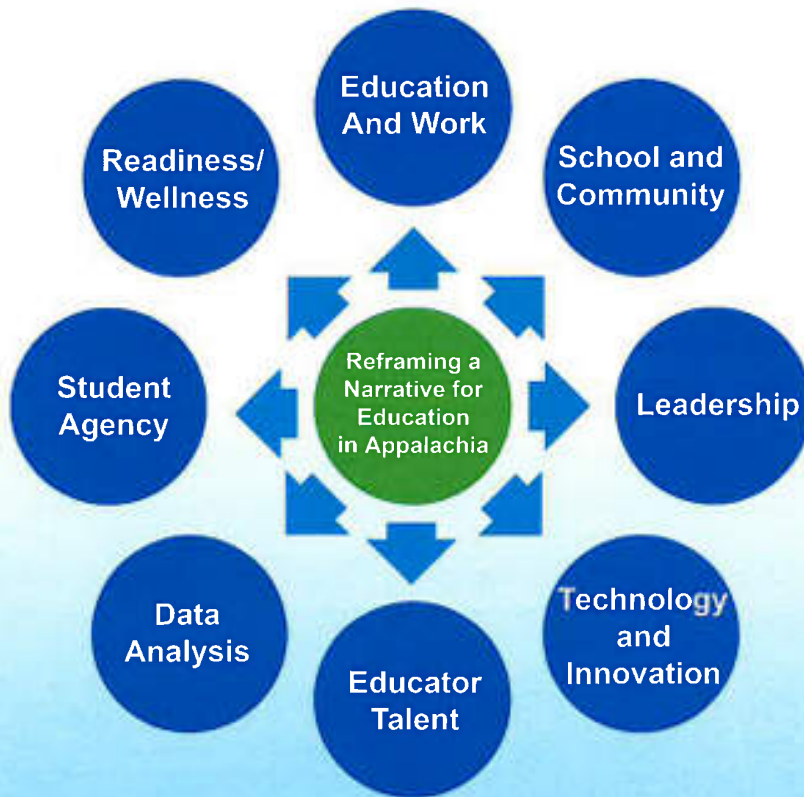 Education
And Work
School and
Community
Leadership
Technology
and
Innovation
Educator
Talent
Data
Analysis
Student
Agency
Readiness/
Wellness
Reframing a
Narrative for
Education
in Appalachia